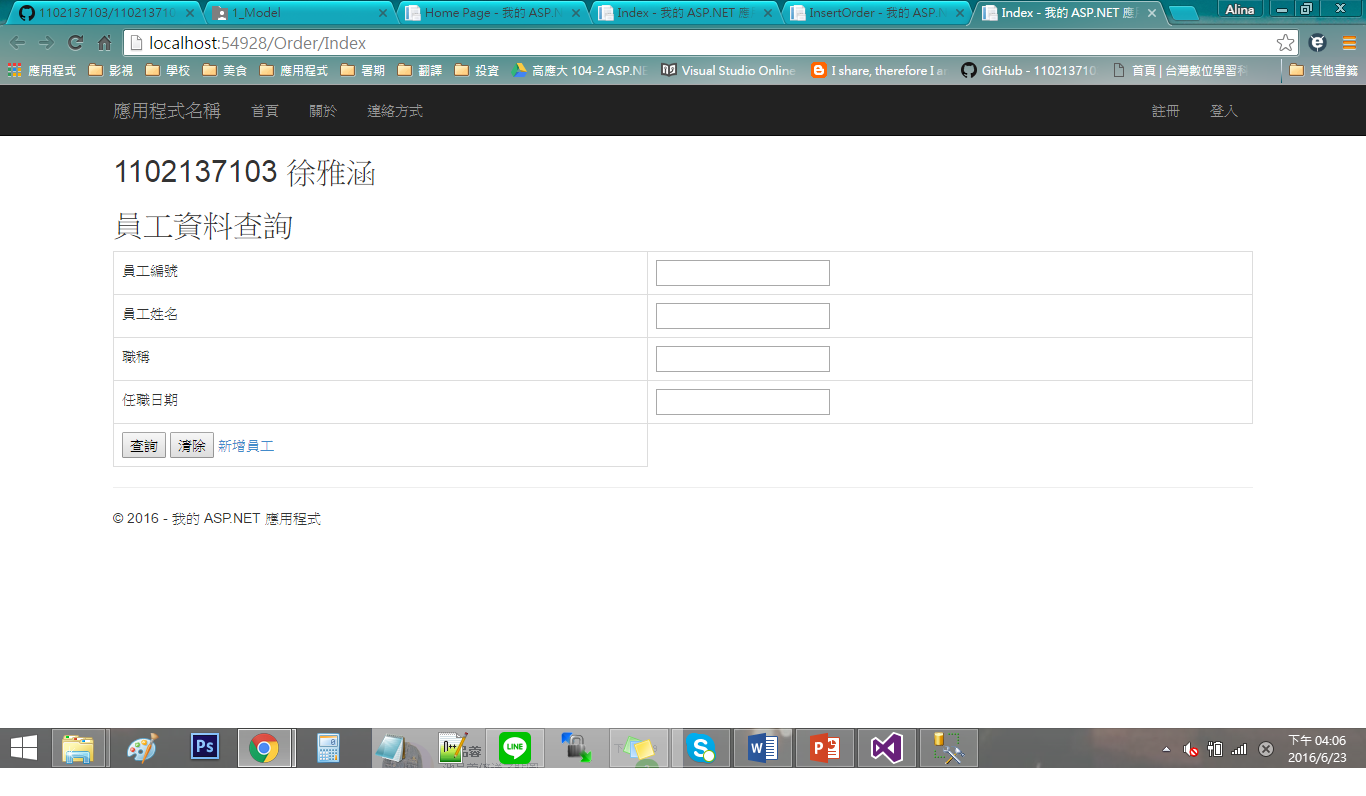 1102137103/110213710
1_Model
Home Page - 我的 ASP.N
Index - 我的 ASP.NET 應
InsertOrder - 我的 ASP.
Index - 我的 ASP.NET 應
Alina
localhost:54928/Order/Index
應用程式
影視
學校
美食
應用程式
署期
翻譯
投資
高應大 104-2 ASP.NE
Visual Studio Online
I share, therefore I a
GitHub - 110213710
首頁 | 台灣數位學習科
其他書籤
應用程式名稱
首頁
關於
連絡方式
註冊
登入
1102137103 徐雅涵
員工資料查詢
員工編號
員工姓名
職稱
任職日期
查詢
清除
新增員工
© 2016 - 我的 ASP.NET 應用程式
Ps
LINE
下午 04:06
2016/6/23